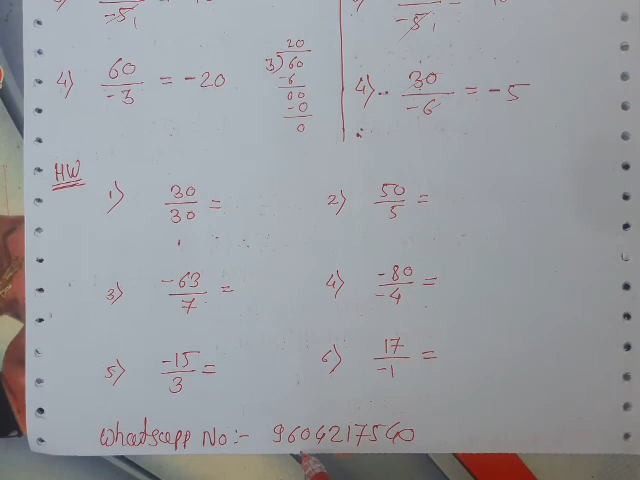 4) 60/-3 = -20
20
3) 60
-6
00
-0
0
4).. 30/-6 = -5
HW
1) 30/30 =
2) 50/5 =
3) -63/7 =
4) -80/-4 =
5) -15/3 =
6) 17/-1 =
Whatsapp No:- 9604217540